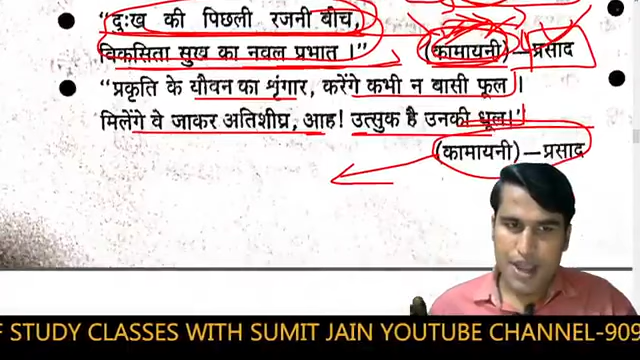 “दुःख की पिछली रजनी बीच,
विकसिता सुख का नवल प्रभात।”
(कामायनी)–प्रसाद
“प्रकृति के यौवन का शृंगार, करेंगे कभी न बासी फूल।
मिलेंगे वे जाकर अतिशीघ्र, आह! उत्सुक है उनकी धूल।”
(कामायनी)–प्रसाद
STUDY CLASSES WITH SUMIT JAIN YOUTUBE CHANNEL-909